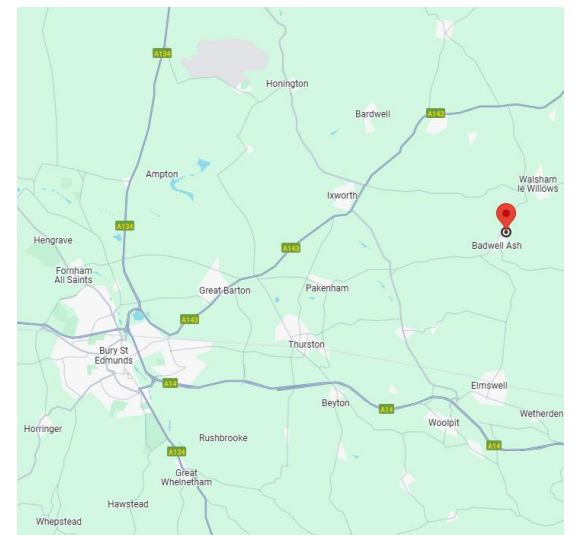 A134
Honington
Bardwell
A143
Ampton
Walsham
le Willows
Ixworth
A134
Badwell Ash
Hengrave
A143
Fornham
All Saints
Great Barton
Pakenham
A143
Thurston
Bury St
Edmunds
A14
Elmswell
Beyton
A14
Wetherden
Woolpit
Horringer
Rushbrooke
A14
A134
Great
Whelnetham
Hawstead
Whepstead